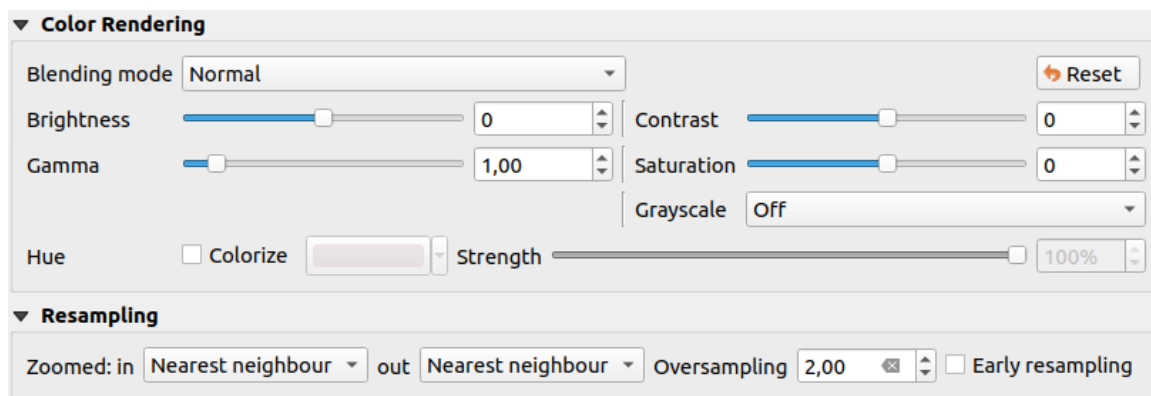 Color Rendering
Blending mode Normal Reset
Brightness 0 Contrast 0
Gamma 1,00 Saturation 0
Grayscale Off
Hue Colorize Strength 100%
Resampling
Zoomed: in Nearest neighbour out Nearest neighbour Oversampling 2,00 Early resampling